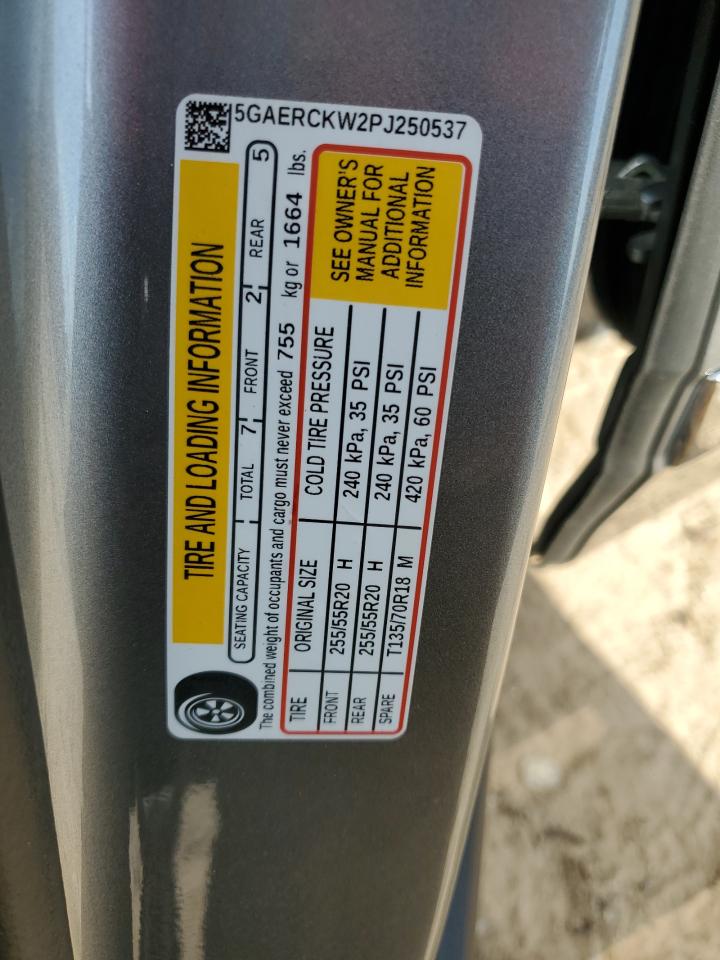 5GAERCKW2PJ250537
TIRE AND LOADING INFORMATION
SEATING CAPACITY TOTAL 7 FRONT 2 REAR 5
The combined weight of occupants and cargo must never exceed 755 kg or 1664 lbs.
TIRE ORIGINAL SIZE COLD TIRE PRESSURE
FRONT 255/55R20 H 240 kPa, 35 PSI
REAR 255/55R20 H 240 kPa, 35 PSI
SPARE T135/70R18 M 420 kPa, 60 PSI
SEE OWNER'S
MANUAL FOR
ADDITIONAL
INFORMATION